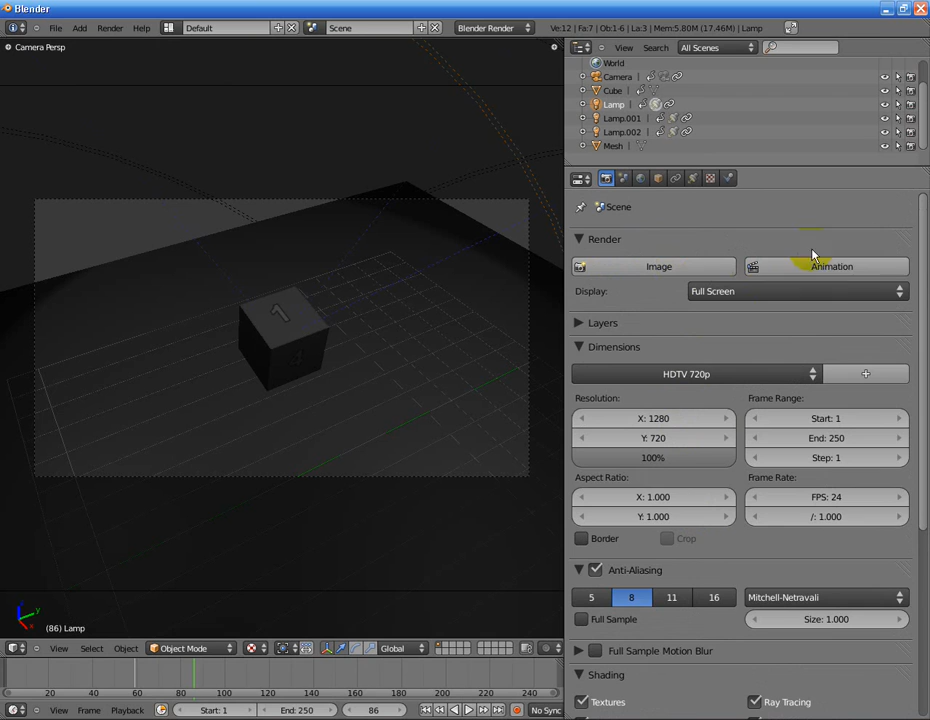 Blender
File Add Render Help Default Scene Blender Render Ve:12 | Fa:7 | Ob:1-6 | La:3 | Mem:5.80M (17.46M) | Lamp
Camera Persp
View Search All Scenes
World
Camera
Cube
Lamp
Lamp.001
Lamp.002
Mesh
Scene
Render
Image Animation
Display: Full Screen
Layers
Dimensions
HDTV 720p
Resolution: Frame Range:
X: 1280 Start: 1
Y: 720 End: 250
100% Step: 1
Aspect Ratio: Frame Rate:
X: 1.000 FPS: 24
Y: 1.000 /: 1.000
Border Crop
Anti-Aliasing
5 8 11 16 Mitchell-Netravali
Full Sample Size: 1.000
Full Sample Motion Blur
Shading
Textures Ray Tracing
1
y
x
(86) Lamp
View Select Object Object Mode Global
20 40 60 80 100 120 140 160 180 200 220 240
View Frame Playback Start: 1 End: 250 86 No Sync